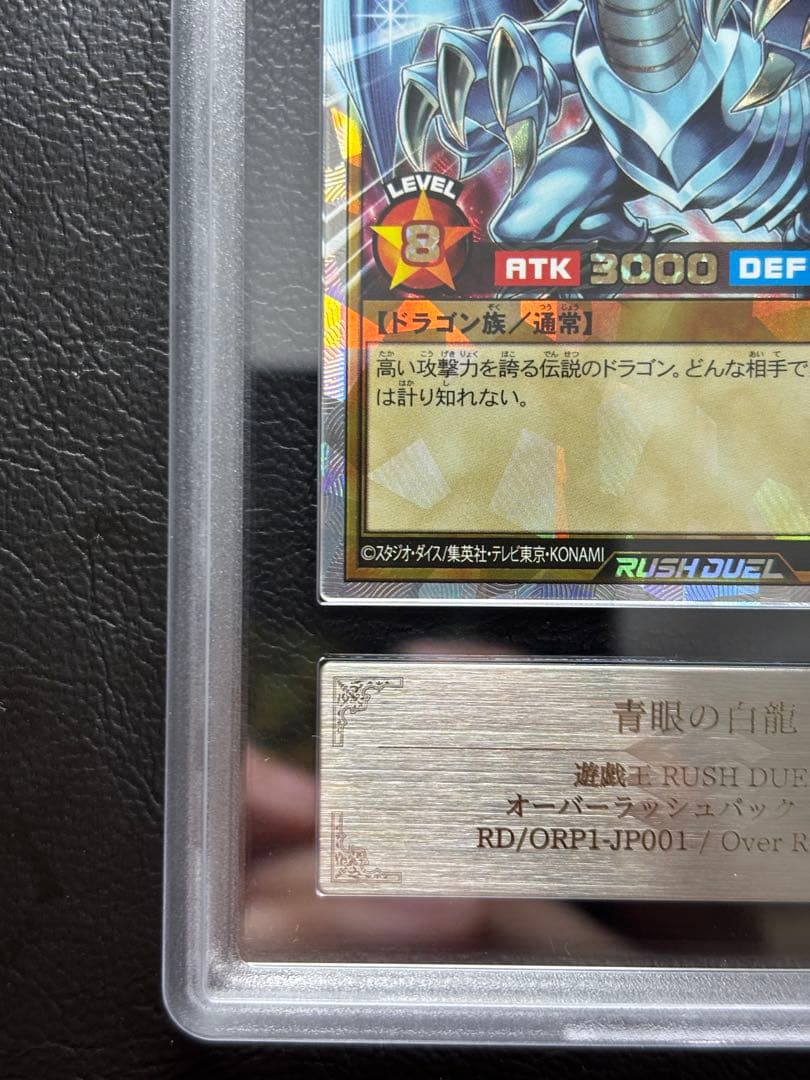 LEVEL
8
ATK 3000 DEF
【ドラゴン族／通常】
高い攻撃力を誇る伝説のドラゴン。どんな相手で
は計り知れない。
©スタジオ・ダイス/集英社・テレビ東京・KONAMI
RUSH DUEL
青眼の白龍
遊戯王 RUSH DUE
オーバーラッシュパック
RD/ORP1-JP001 / Over R